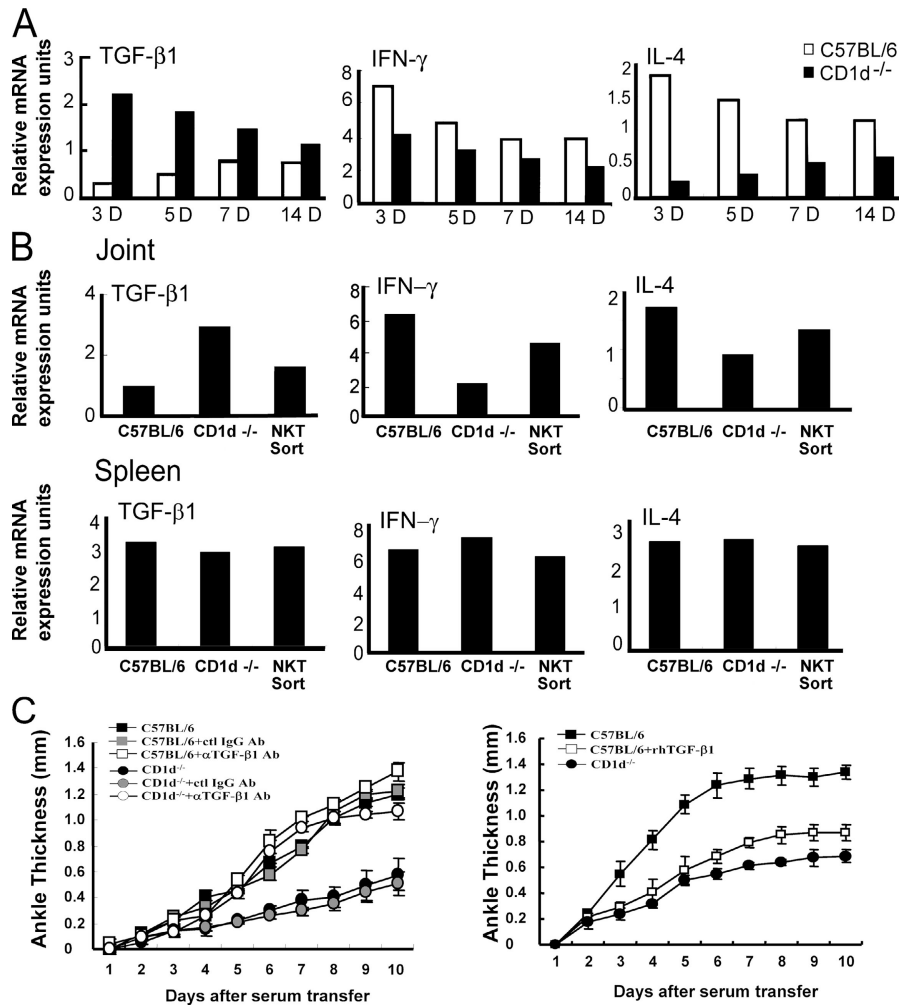 A
TGF-β1
IFN-γ
IL-4
C57BL/6
CD1d-/-
Relative mRNA
expression units
3
2
1
0
3 D
5 D
7 D
14 D
8
6
4
2
0
3 D
5 D
7 D
14 D
2
1.5
1
0.5
0
3 D
5 D
7 D
14 D
B
Joint
TGF-β1
IFN–γ
IL-4
Relative mRNA
expression units
4
2
0
C57BL/6
CD1d -/-
NKT
Sort
8
6
4
2
0
C57BL/6
CD1d -/-
NKT
Sort
2
1
0
C57BL/6
CD1d -/-
NKT
Sort
Spleen
TGF-β1
IFN–γ
IL-4
Relative mRNA
expression units
4
3
2
1
0
C57BL/6
CD1d -/-
NKT
Sort
8
6
4
2
0
C57BL/6
CD1d -/-
NKT
Sort
3
2
1
0
C57BL/6
CD1d -/-
NKT
Sort
C
C57BL/6
C57BL/6+ctl IgG Ab
C57BL/6+αTGF-β1 Ab
CD1d-/-
CD1d-/-+ctl IgG Ab
CD1d-/-+αTGF-β1 Ab
Ankle Thickness (mm)
1.6
1.4
1.2
1.0
0.8
0.6
0.4
0.2
0
1 2 3 4 5 6 7 8 9 10
Days after serum transfer
C57BL/6
C57BL/6+rhTGF-β1
CD1d-/-
Ankle Thickness (mm)
1.6
1.4
1.2
1.0
0.8
0.6
0.4
0.2
0
1 2 3 4 5 6 7 8 9 10
Days after serum transfer